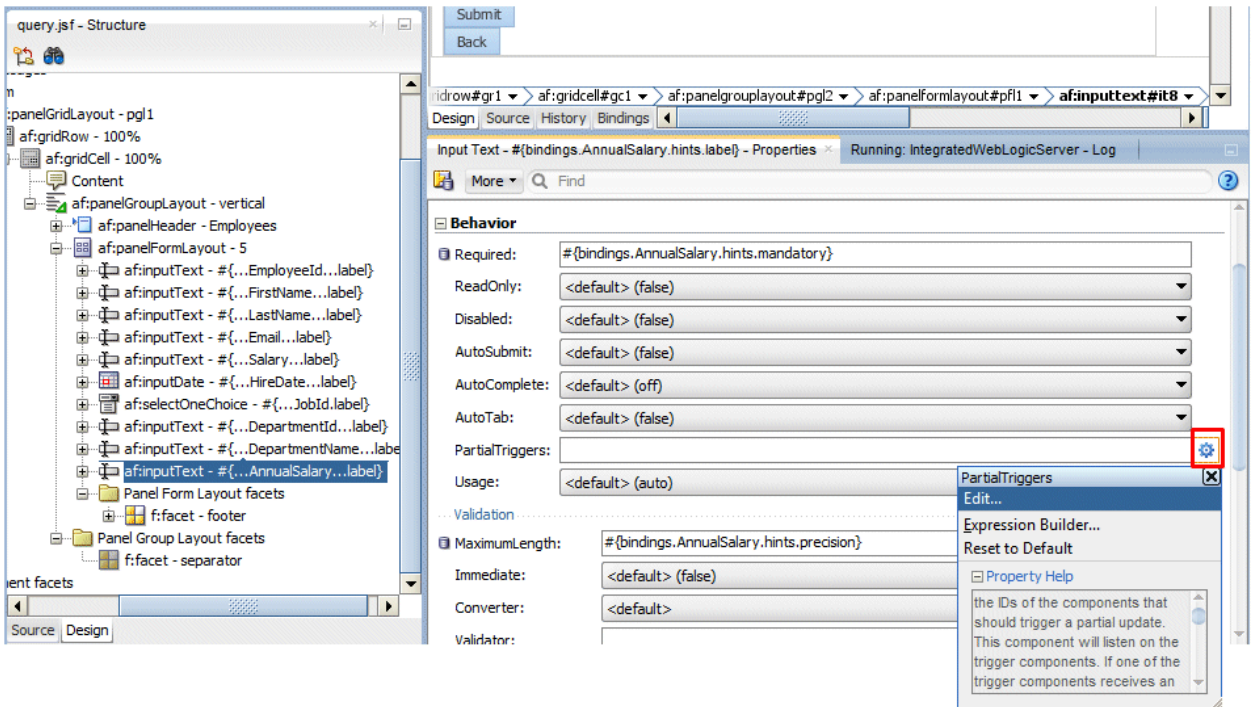 query.jsf - Structure
:panelGridLayout - pgl1
af:gridRow - 100%
af:gridCell - 100%
Content
af:panelGroupLayout - vertical
af:panelHeader - Employees
af:panelFormLayout - 5
af:inputText - #{...EmployeeId...label}
af:inputText - #{...FirstName...label}
af:inputText - #{...LastName...label}
af:inputText - #{...Email...label}
af:inputText - #{...Salary...label}
af:inputDate - #{...HireDate...label}
af:selectOneChoice - #{...JobId.label}
af:inputText - #{...DepartmentId...label}
af:inputText - #{...DepartmentName...labe
af:inputText - #{...AnnualSalary...label}
Panel Form Layout facets
f:facet - footer
Panel Group Layout facets
f:facet - separator
ent facets
Source Design
Submit
Back
ridrow#gr1 af:gridcell#gc1 af:panelgrouplayout#pgl2 af:panelformlayout#pfl1 af:inputtext#it8
Design Source History Bindings
Input Text - #{bindings.AnnualSalary.hints.label} - Properties Running: IntegratedWebLogicServer - Log
More Find
Behavior
Required: #{bindings.AnnualSalary.hints.mandatory}
ReadOnly: <default> (false)
Disabled: <default> (false)
AutoSubmit: <default> (false)
AutoComplete: <default> (off)
AutoTab: <default> (false)
PartialTriggers:
Usage: <default> (auto)
Validation
MaximumLength: #{bindings.AnnualSalary.hints.precision}
Immediate: <default> (false)
Converter: <default>
Validator:
PartialTriggers
Edit...
Expression Builder...
Reset to Default
Property Help
the IDs of the components that
should trigger a partial update.
This component will listen on the
trigger components. If one of the
trigger components receives an